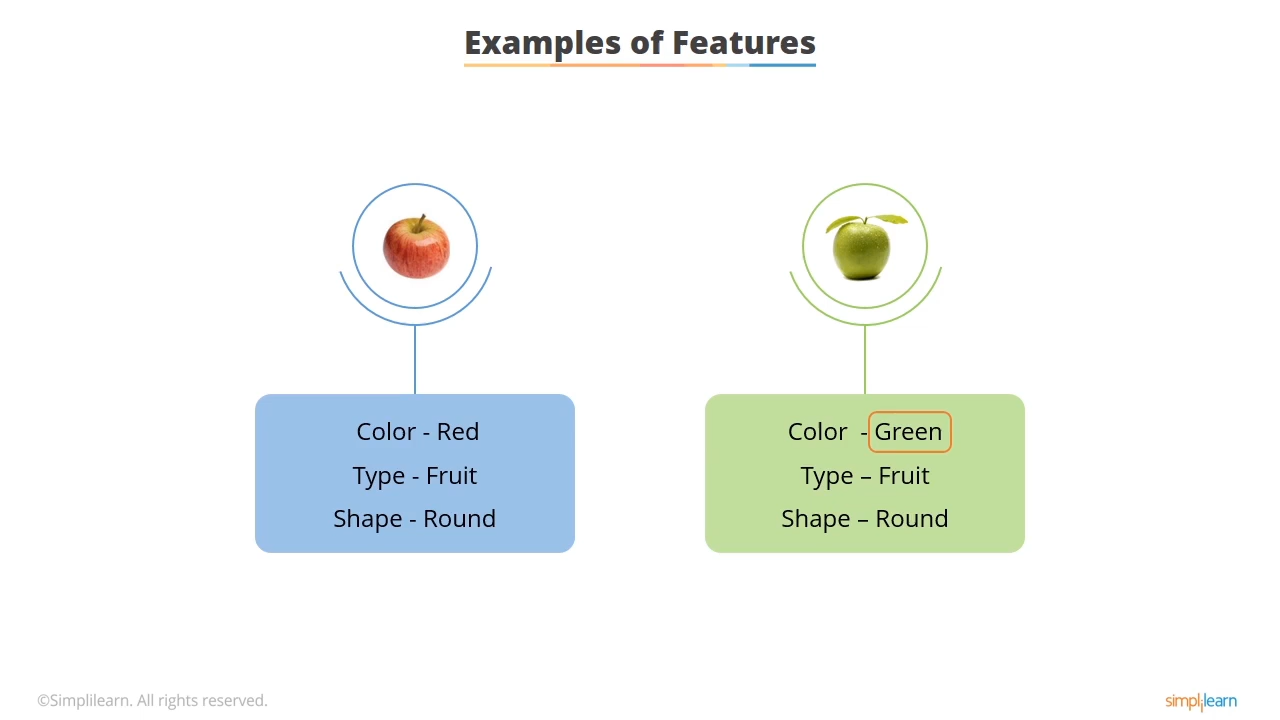 Examples of Features
Color - Red
Type - Fruit
Shape - Round
Color - Green
Type – Fruit
Shape – Round
©Simplilearn. All rights reserved.
simplilearn